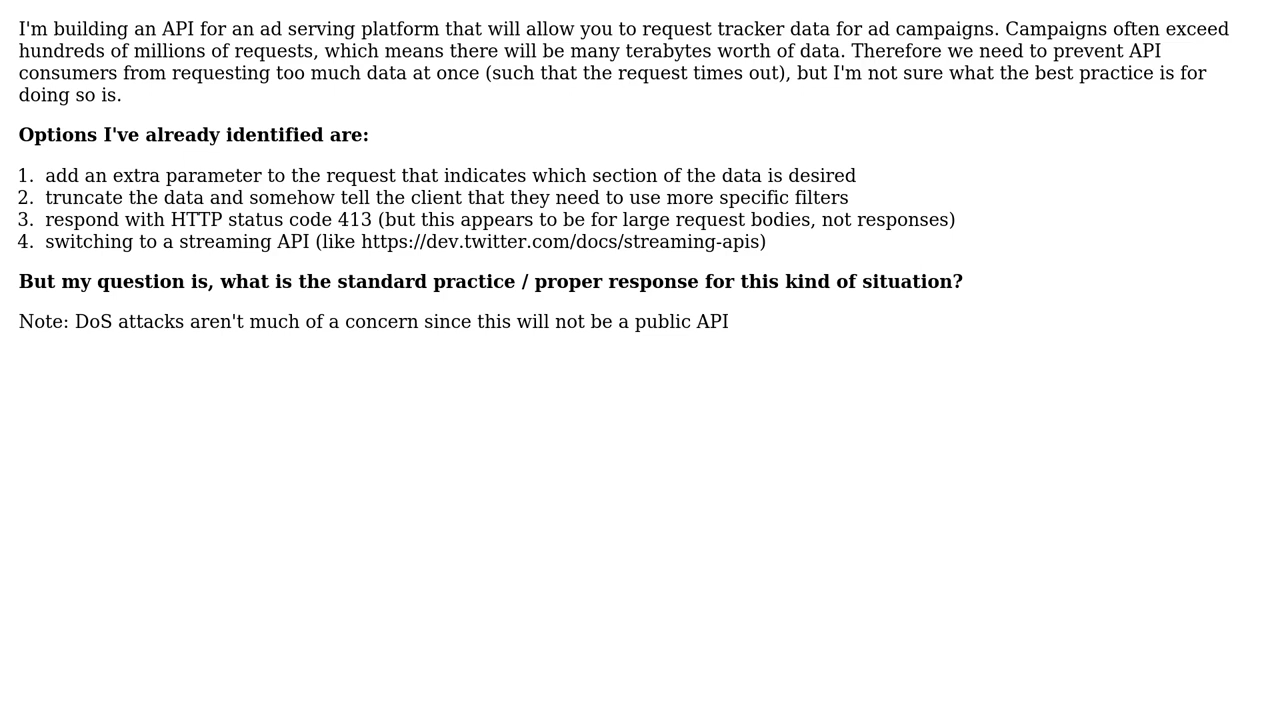 I'm building an API for an ad serving platform that will allow you to request tracker data for ad campaigns. Campaigns often exceed
hundreds of millions of requests, which means there will be many terabytes worth of data. Therefore we need to prevent API
consumers from requesting too much data at once (such that the request times out), but I'm not sure what the best practice is for
doing so is.
Options I've already identified are:
1. add an extra parameter to the request that indicates which section of the data is desired
2. truncate the data and somehow tell the client that they need to use more specific filters
3. respond with HTTP status code 413 (but this appears to be for large request bodies, not responses)
4. switching to a streaming API (like https://dev.twitter.com/docs/streaming-apis)
But my question is, what is the standard practice / proper response for this kind of situation?
Note: DoS attacks aren't much of a concern since this will not be a public API